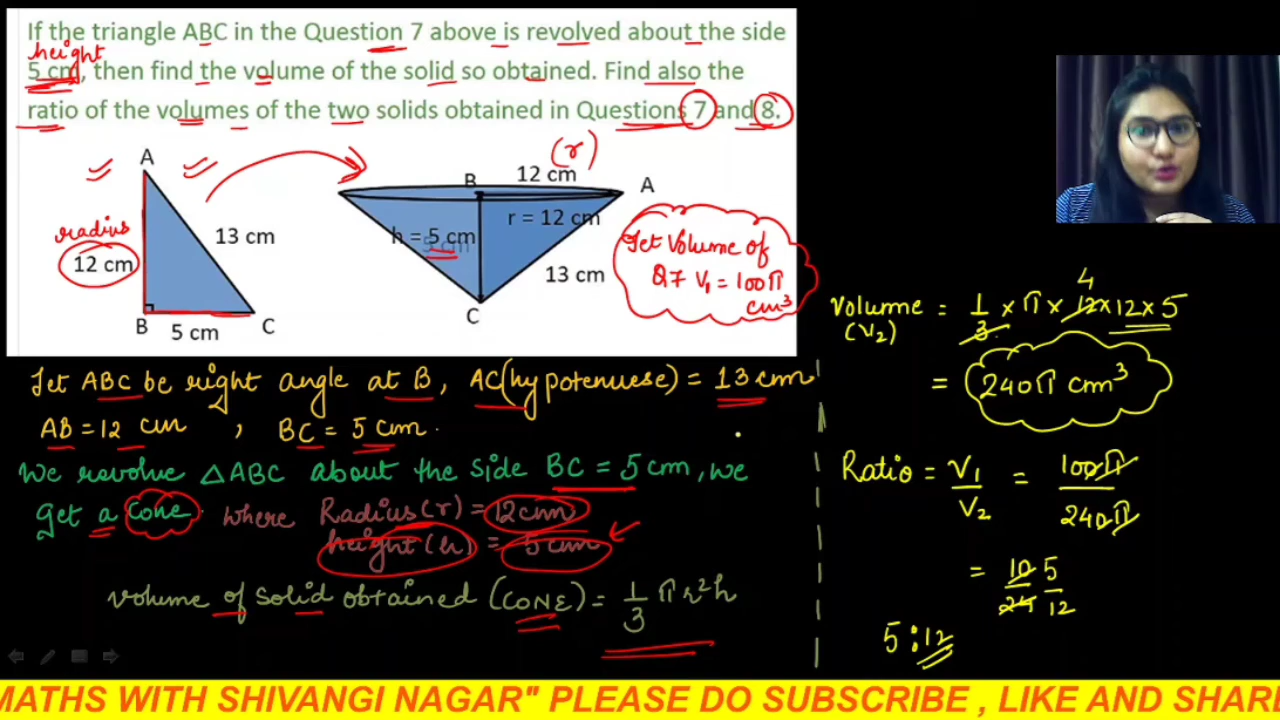 If the triangle ABC in the Question 7 above is revolved about the side
height
5 cm, then find the volume of the solid so obtained. Find also the
ratio of the volumes of the two solids obtained in Questions 7 and 8.
A
radius
12 cm
13 cm
B
5 cm
C
(r)
B
12 cm
A
r = 12 cm
h = 5 cm
5 cm
13 cm
C
Let Volume of
Q7 V₁ = 100π
cm³
Let ABC be right angle at B, AC(hypotenuese) = 13 cm
AB = 12 cm , BC = 5 cm.
We revolve △ABC about the side BC = 5 cm, we
get a cone where Radius(r) = 12cm
height(h) = 5 cm
volume of solid obtained (CONE) = 1/3 πr²h
Volume (V₂) = 1/3 × π × 12 × 12 × 5
4
= 240π cm³
Ratio = V₁/V₂ = 100π/240π
= 10/24 5/12
5 : 12
MATHS WITH SHIVANGI NAGAR" PLEASE DO SUBSCRIBE , LIKE AND SHARE